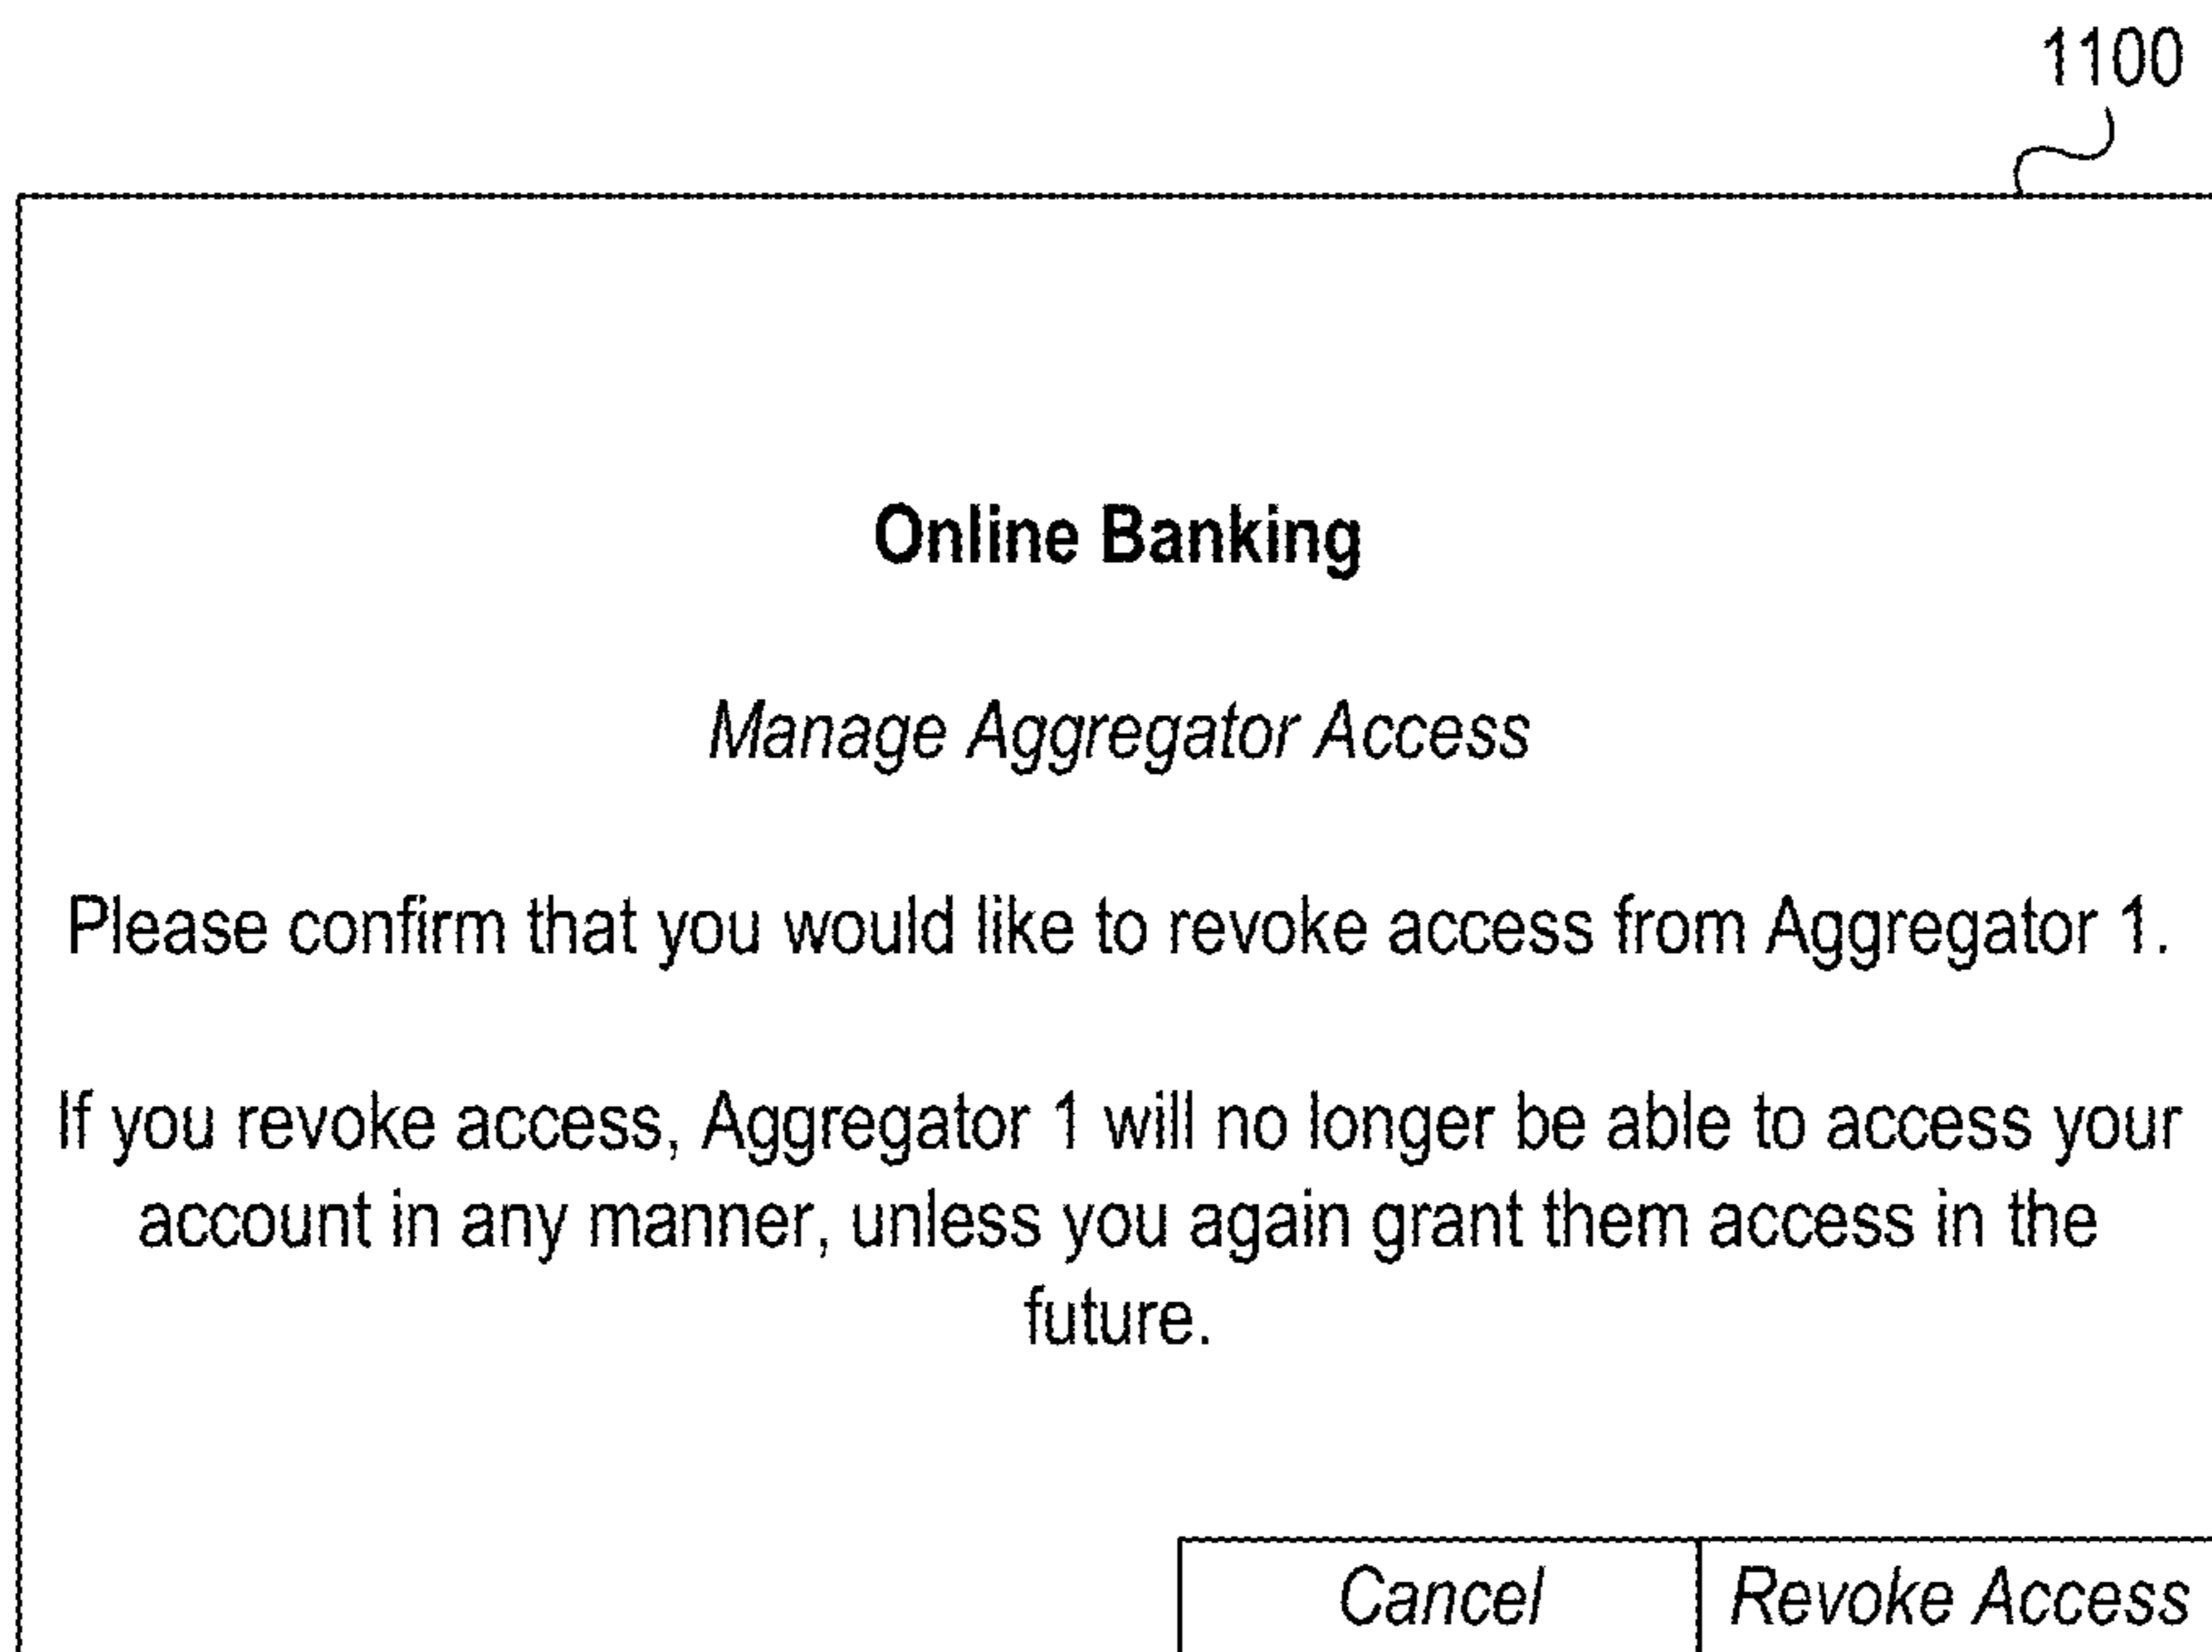 1100
Online Banking
Manage Aggregator Access
Please confirm that you would like to revoke access from Aggregator 1.
If you revoke access, Aggregator 1 will no longer be able to access your
account in any manner, unless you again grant them access in the
future.
Cancel
Revoke Access